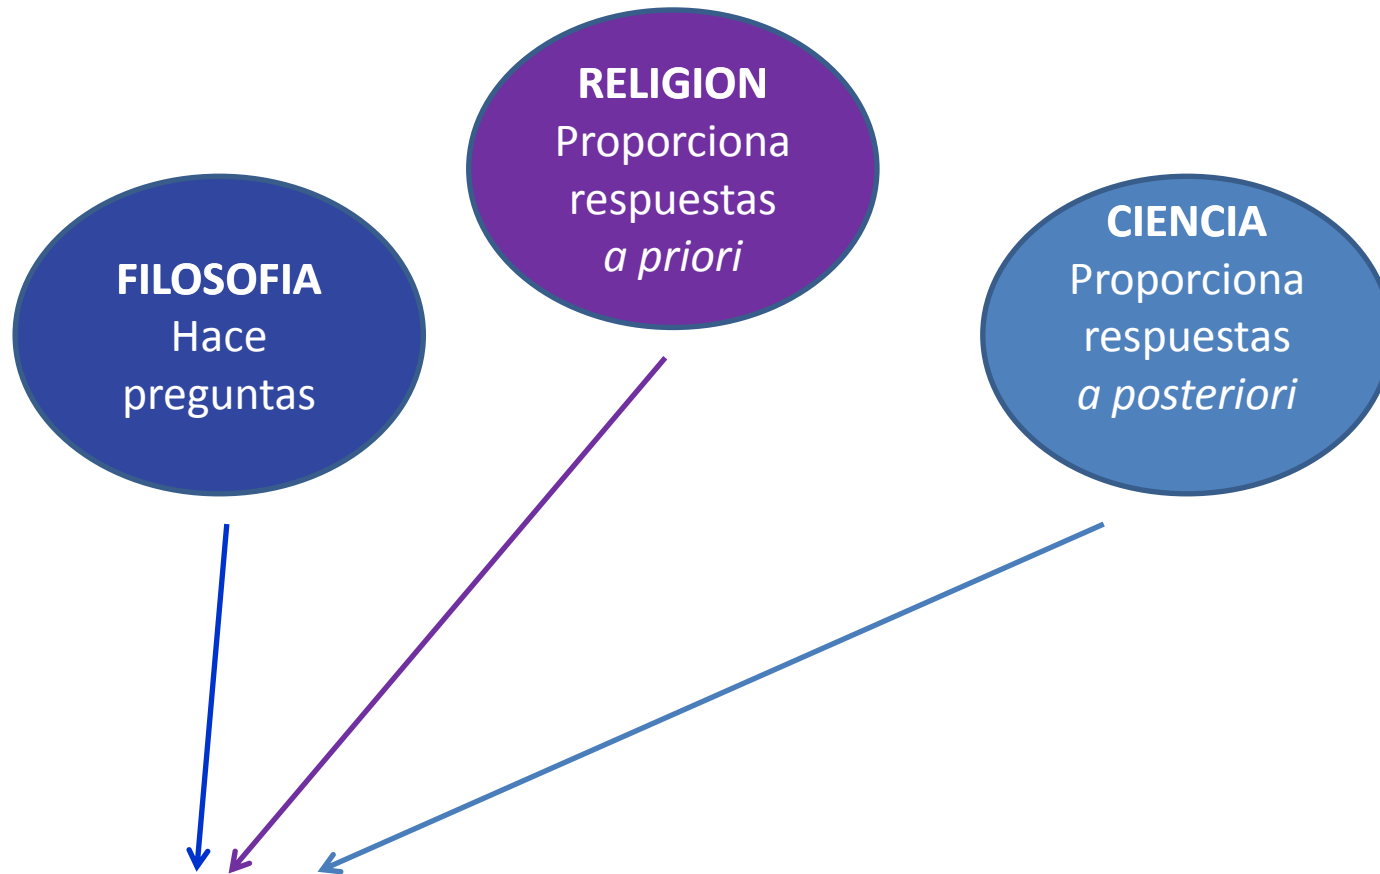 FILOSOFIA
Hace
preguntas
RELIGION
Proporciona
respuestas
a priori
CIENCIA
Proporciona
respuestas
a posteriori